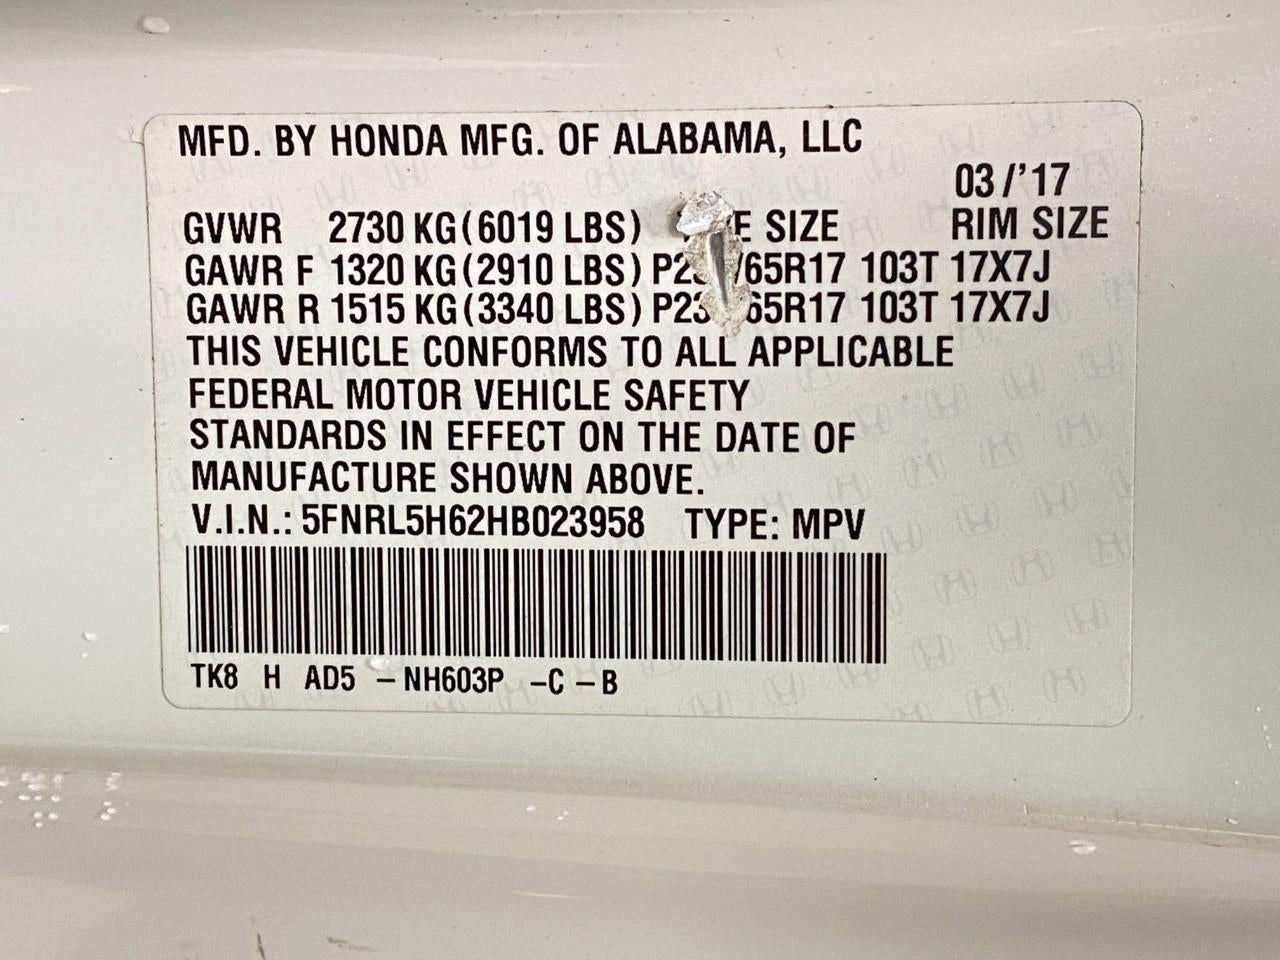 MFD. BY HONDA MFG. OF ALABAMA, LLC
03/'17
GVWR 2730 KG (6019 LBS) SIZE RIM SIZE
GAWR F 1320 KG (2910 LBS) 103T 17X7J
GAWR R 1515 KG (3340 LBS) 103T 17X7J
THIS VEHICLE CONFORMS TO ALL APPLICABLE
FEDERAL MOTOR VEHICLE SAFETY
STANDARDS IN EFFECT ON THE DATE OF
MANUFACTURE SHOWN ABOVE.
V.I.N.: 5FNRL5H62HB023958 TYPE: MPV
TK8 H AD5 - NH603P -C -B